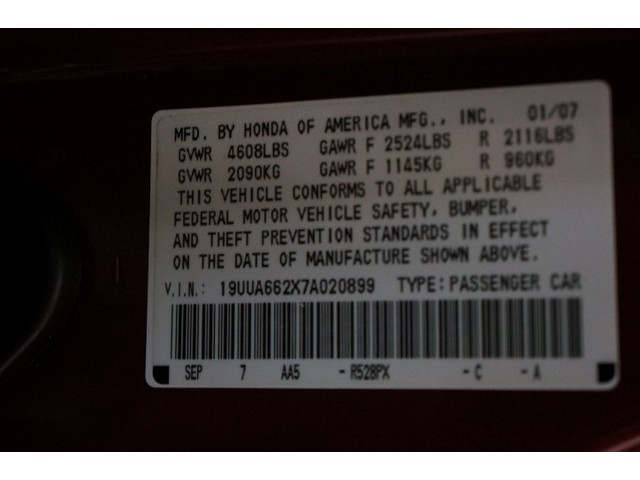 MFD. BY HONDA OF AMERICA MFG., INC. 01/07
GVWR 4608LBS GAWR F 2524LBS R 2116LBS
GVWR 2090KG GAWR F 1145KG R 960KG
THIS VEHICLE CONFORMS TO ALL APPLICABLE
FEDERAL MOTOR VEHICLE SAFETY, BUMPER,
AND THEFT PREVENTION STANDARDS IN EFFECT
ON THE DATE OF MANUFACTURE SHOWN ABOVE.
V.I.N.: 19UUA662X7A020899 TYPE: PASSENGER CAR
SEP 7 AA5 -R528PX -C -A